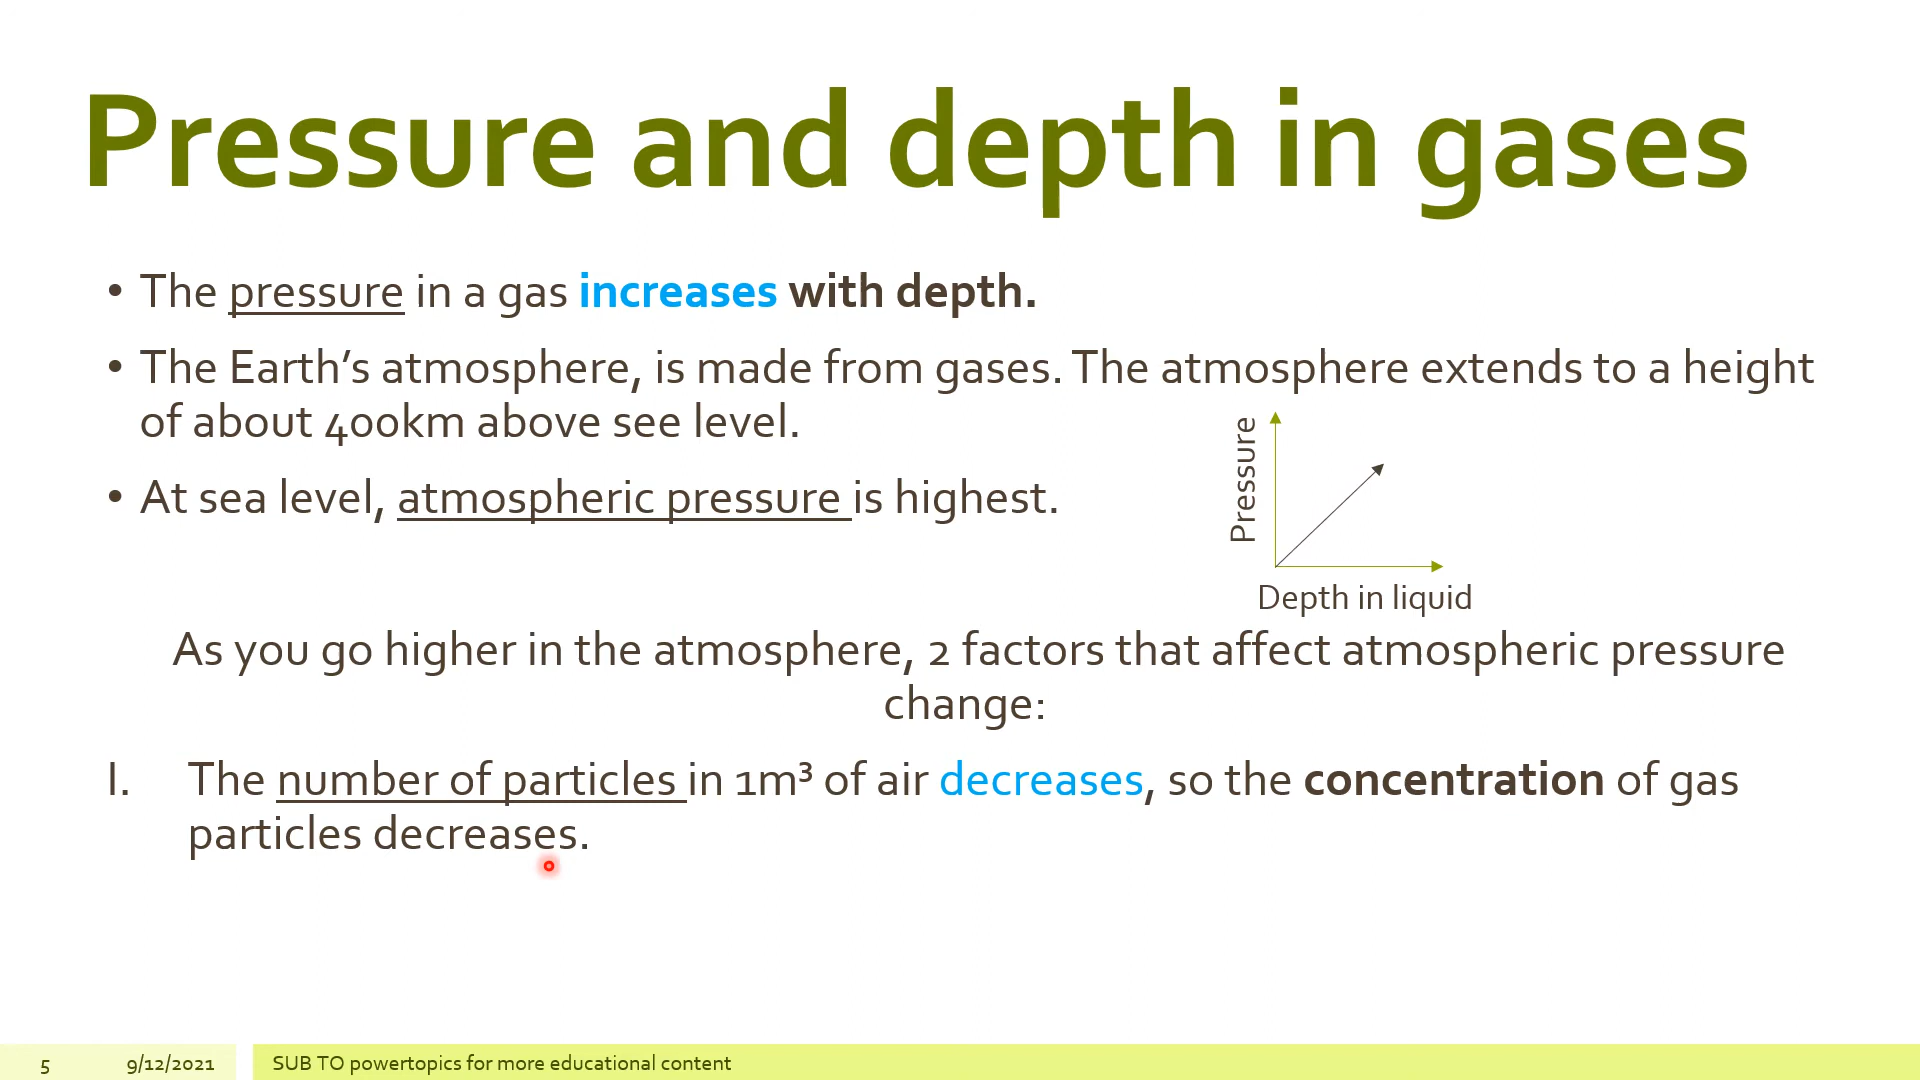 Pressure and depth in gases
• The pressure in a gas increases with depth.
• The Earth’s atmosphere, is made from gases. The atmosphere extends to a height
of about 400km above see level.
• At sea level, atmospheric pressure is highest.
Pressure
Depth in liquid
As you go higher in the atmosphere, 2 factors that affect atmospheric pressure
change:
I. The number of particles in 1m³ of air decreases, so the concentration of gas
particles decreases.
5 9/12/2021 SUB TO powertopics for more educational content